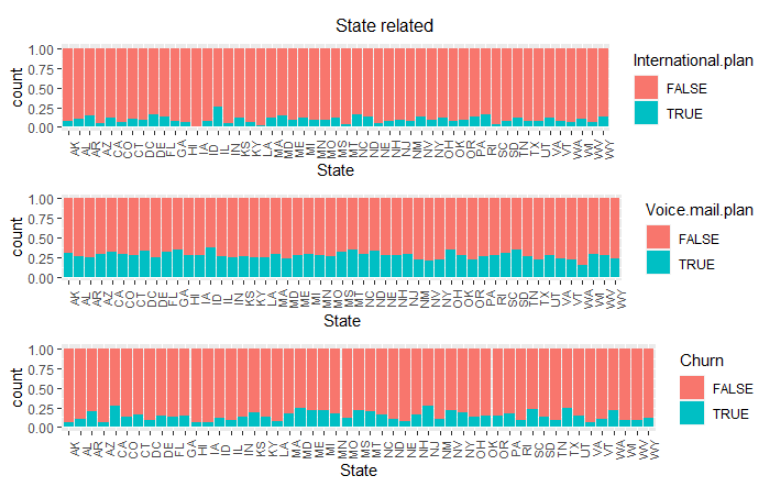 State related
1.00
0.75
0.50
0.25
0.00
count
AK AL AR AZ CA CO CT DC DE FL GA HI IA ID IL IN KS KY LA MA MD ME MI MN MO MS MT NC ND NE NH NJ NM NV NY OH OK OR PA RI SC SD TN TX UT VA VT WA WI WV WY
State
International.plan
FALSE
TRUE
1.00
0.75
0.50
0.25
0.00
count
AK AL AR AZ CA CO CT DC DE FL GA HI IA ID IL IN KS KY LA MA MD ME MI MN MO MS MT NC ND NE NH NJ NM NV NY OH OK OR PA RI SC SD TN TX UT VA VT WA WI WV WY
State
Voice.mail.plan
FALSE
TRUE
1.00
0.75
0.50
0.25
0.00
count
AK AL AR AZ CA CO CT DC DE FL GA HI IA ID IL IN KS KY LA MA MD ME MI MN MO MS MT NC ND NE NH NJ NM NV NY OH OK OR PA RI SC SD TN TX UT VA VT WA WI WV WY
State
Churn
FALSE
TRUE